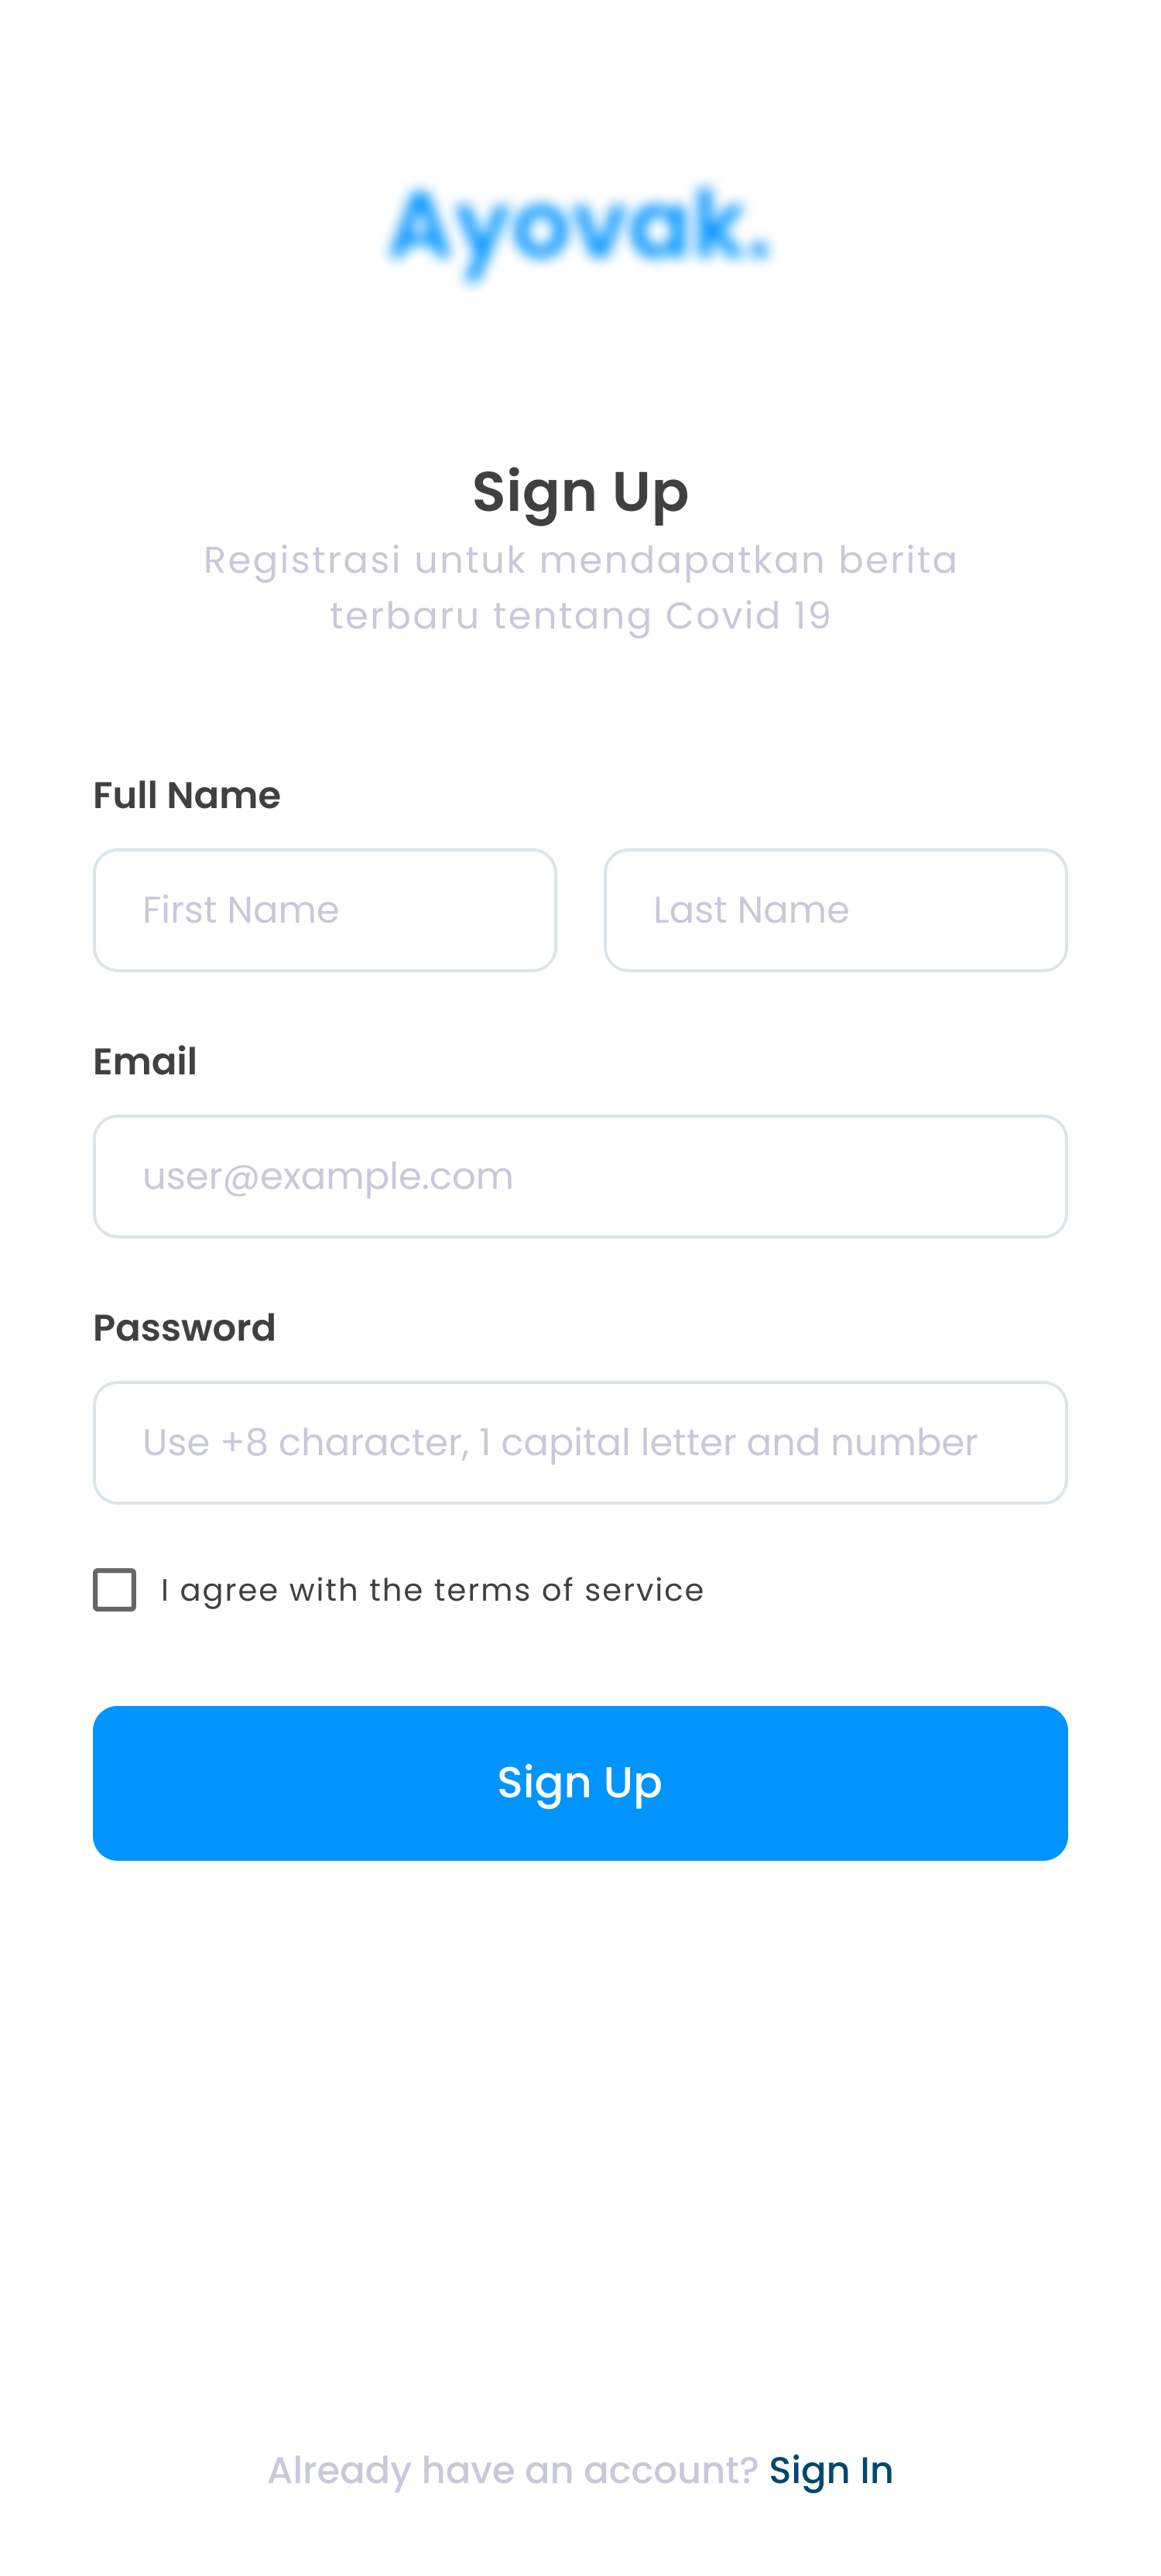 Ayovak.
Sign Up
Registrasi untuk mendapatkan berita
terbaru tentang Covid 19
Full Name
First Name
Last Name
Email
user@example.com
Password
Use +8 character, 1 capital letter and number
I agree with the terms of service
Sign Up
Already have an account? Sign In